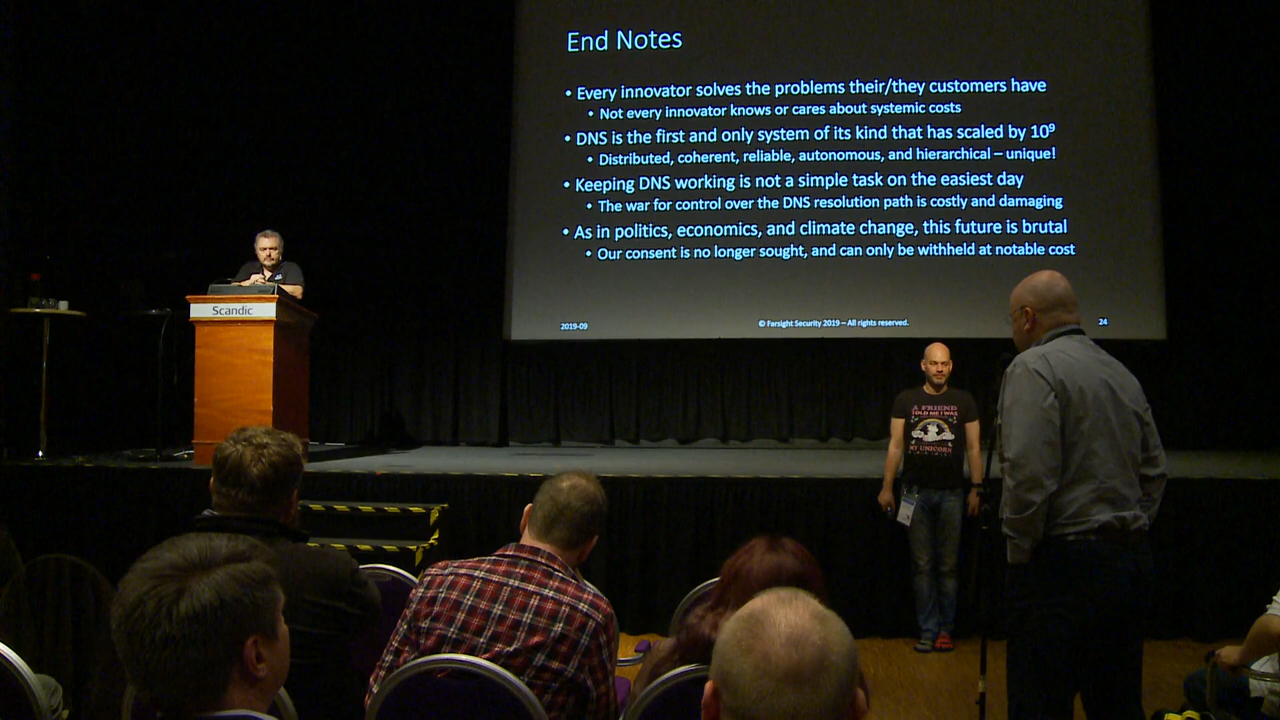 End Notes
• Every innovator solves the problems their/they customers have
• Not every innovator knows or cares about systemic costs
• DNS is the first and only system of its kind that has scaled by 10⁹
• Distributed, coherent, reliable, autonomous, and hierarchical – unique!
• Keeping DNS working is not a simple task on the easiest day
• The war for control over the DNS resolution path is costly and damaging
• As in politics, economics, and climate change, this future is brutal
• Our consent is no longer sought, and can only be withheld at notable cost
2019-09
© Farsight Security 2019 – All rights reserved.
24
Scandic
A FRIEND
TOLD ME I WAS
MY UNICORN